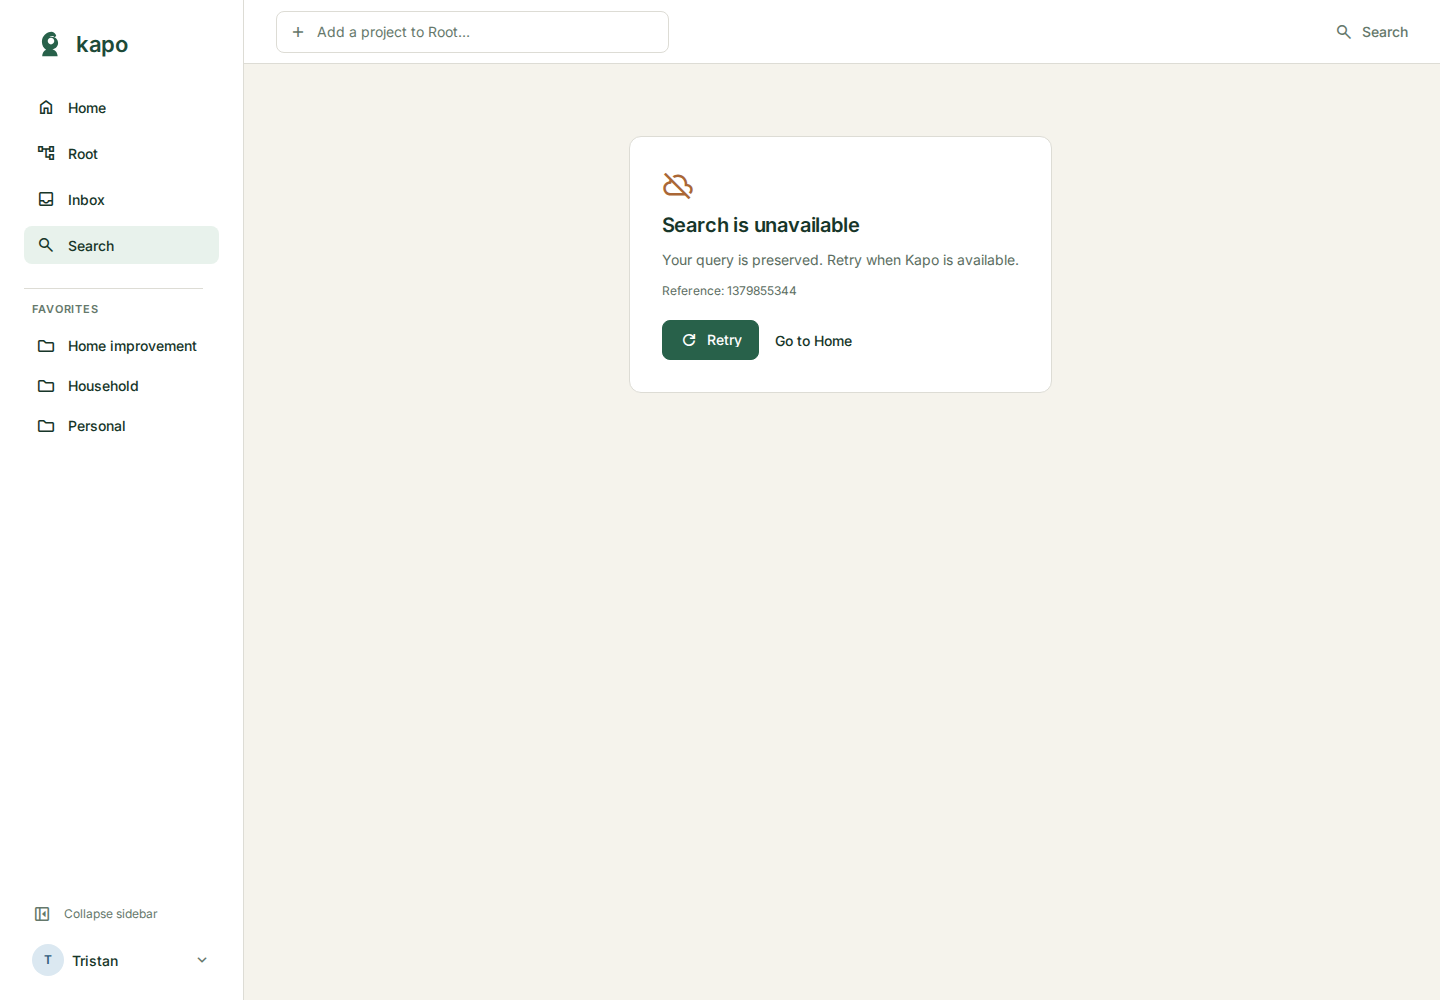 kapo
Add a project to Root...
Search
Home
Root
Inbox
Search
FAVORITES
Home improvement
Household
Personal
Search is unavailable
Your query is preserved. Retry when Kapo is available.
Reference: 1379855344
Retry
Go to Home
Collapse sidebar
T
Tristan